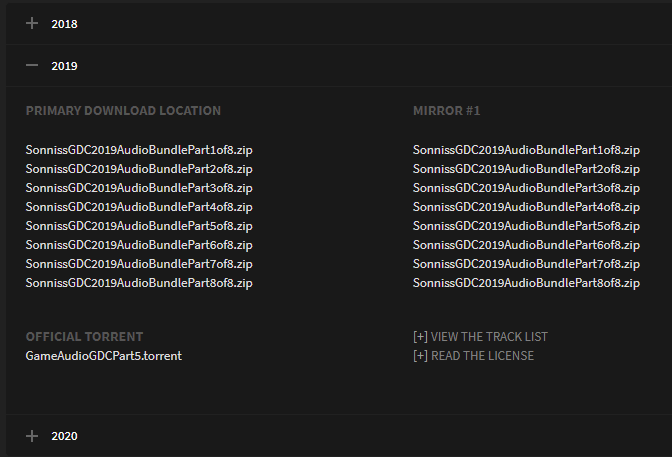 2018
2019
PRIMARY DOWNLOAD LOCATION
SonnissGDC2019AudioBundlePart1of8.zip
SonnissGDC2019AudioBundlePart2of8.zip
SonnissGDC2019AudioBundlePart3of8.zip
SonnissGDC2019AudioBundlePart4of8.zip
SonnissGDC2019AudioBundlePart5of8.zip
SonnissGDC2019AudioBundlePart6of8.zip
SonnissGDC2019AudioBundlePart7of8.zip
SonnissGDC2019AudioBundlePart8of8.zip
MIRROR #1
SonnissGDC2019AudioBundlePart1of8.zip
SonnissGDC2019AudioBundlePart2of8.zip
SonnissGDC2019AudioBundlePart3of8.zip
SonnissGDC2019AudioBundlePart4of8.zip
SonnissGDC2019AudioBundlePart5of8.zip
SonnissGDC2019AudioBundlePart6of8.zip
SonnissGDC2019AudioBundlePart7of8.zip
SonnissGDC2019AudioBundlePart8of8.zip
OFFICIAL TORRENT
GameAudioGDCPart5.torrent
[+] VIEW THE TRACK LIST
[+] READ THE LICENSE
2020